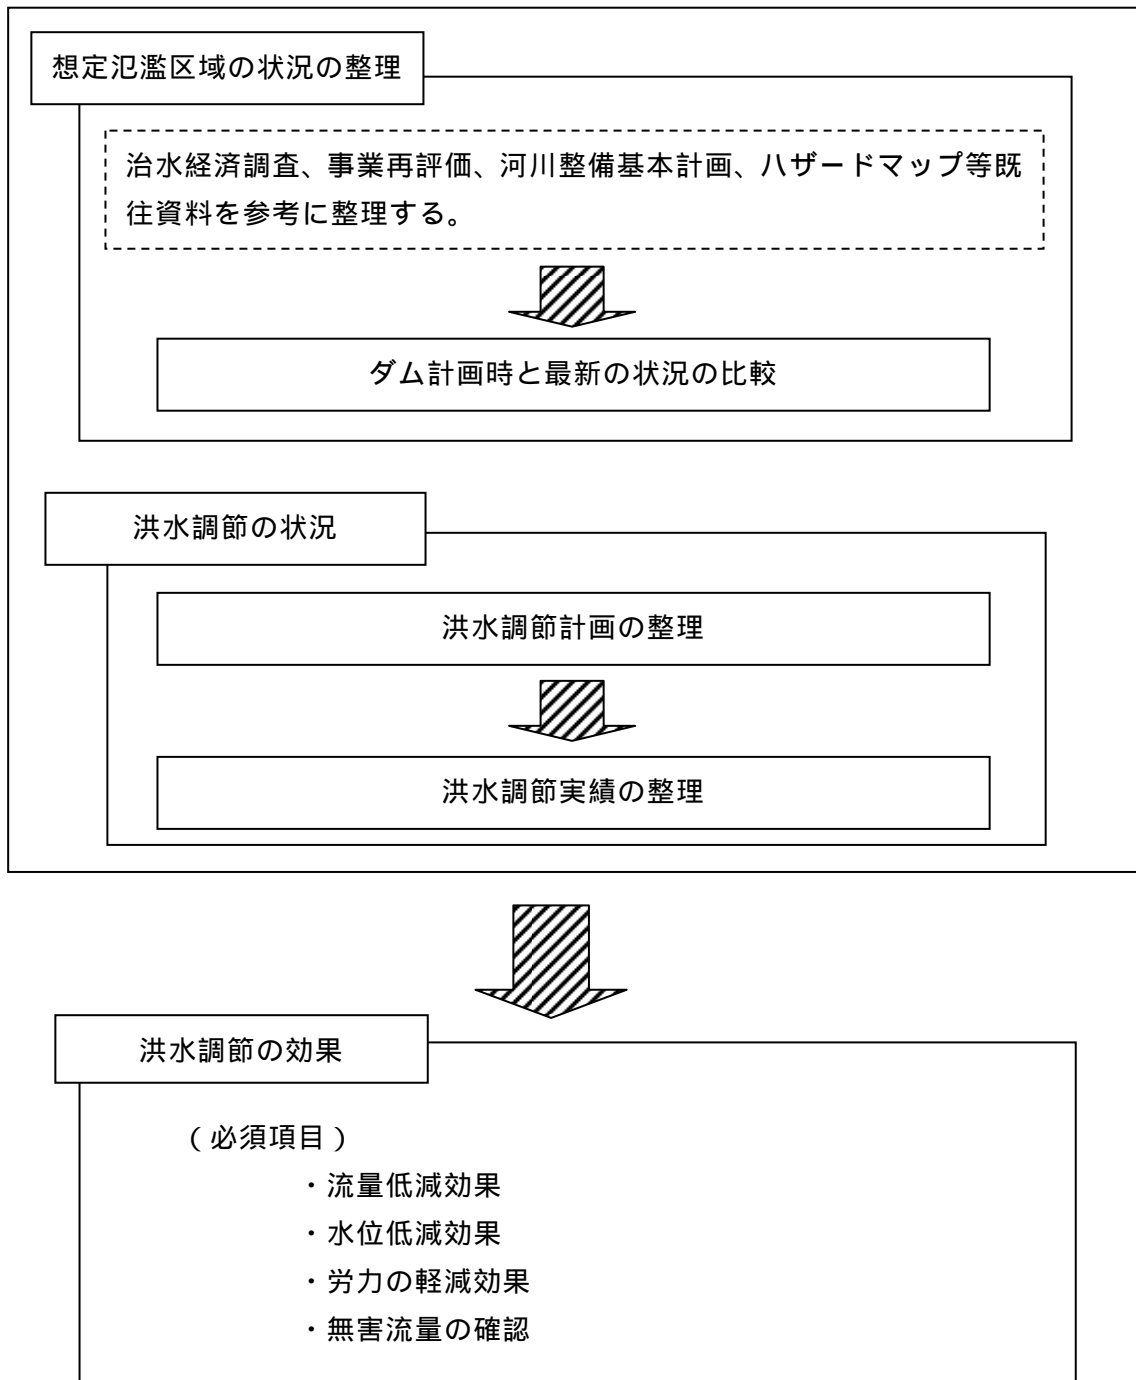 想定氾濫区域の状況の整理
治水経済調査、事業再評価、河川整備基本計画、ハザードマップ等既
往資料を参考に整理する。
ダム計画時と最新の状況の比較
洪水調節の状況
洪水調節計画の整理
洪水調節実績の整理
洪水調節の効果
(必須項目)
・流量低減効果
・水位低減効果
・労力の軽減効果
・無害流量の確認